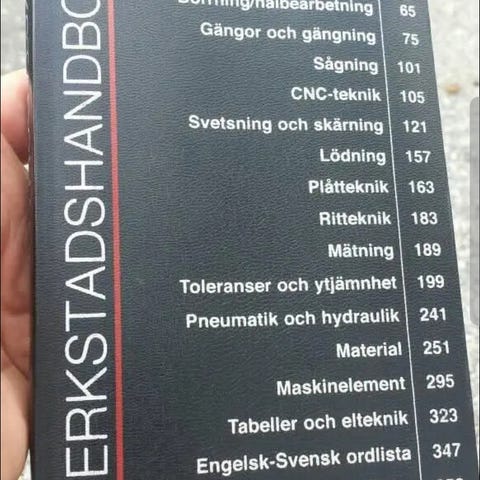 ERKSTADSHANDBO
65
Gängor och gängning 75
Sågning 101
CNC-teknik 105
Svetsning och skärning 121
Lödning 157
Plåtteknik 163
Ritteknik 183
Mätning 189
Toleranser och ytjämnhet 199
Pneumatik och hydraulik 241
Material 251
Maskinelement 295
Tabeller och elteknik 323
Engelsk-Svensk ordlista 347